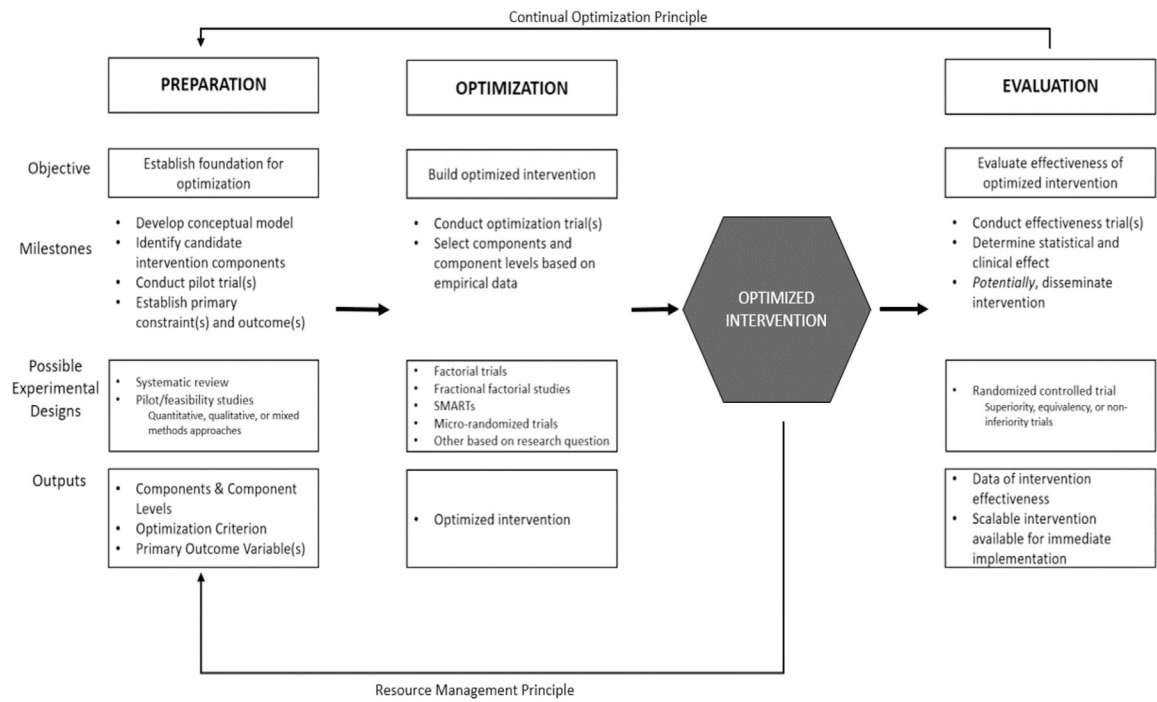 Continual Optimization Principle
PREPARATION
OPTIMIZATION
EVALUATION
Objective
Establish foundation for
optimization
Build optimized intervention
Evaluate effectiveness of
optimized intervention
Milestones
• Develop conceptual model
• Identify candidate
intervention components
• Conduct pilot trial(s)
• Establish primary
constraint(s) and outcome(s)
• Conduct optimization trial(s)
• Select components and
component levels based on
empirical data
OPTIMIZED
INTERVENTION
• Conduct effectiveness trial(s)
• Determine statistical and
clinical effect
• Potentially, disseminate
intervention
Possible
Experimental
Designs
• Systematic review
• Pilot/feasibility studies
Quantitative, qualitative, or mixed
methods approaches
• Factorial trials
• Fractional factorial studies
• SMARTs
• Micro-randomized trials
• Other based on research question
• Randomized controlled trial
Superiority, equivalency, or non-
inferiority trials
Outputs
• Components & Component
Levels
• Optimization Criterion
• Primary Outcome Variable(s)
• Optimized intervention
• Data of intervention
effectiveness
• Scalable intervention
available for immediate
implementation
Resource Management Principle